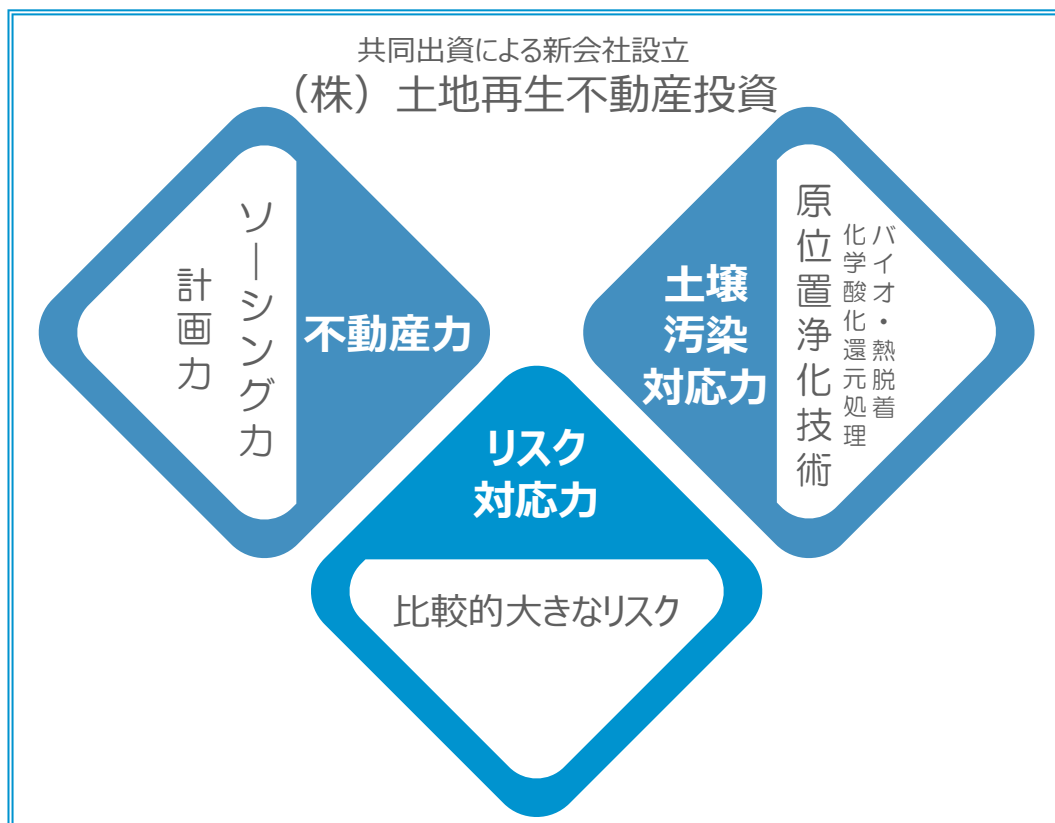 共同出資による新会社設立
（株）土地再生不動産投資
ソーシング力
計画力
不動産力
土壌
汚染
対応力
原位置浄化技術
バイオ・熱脱着
化学酸化還元処理
リスク
対応力
比較的大きなリスク